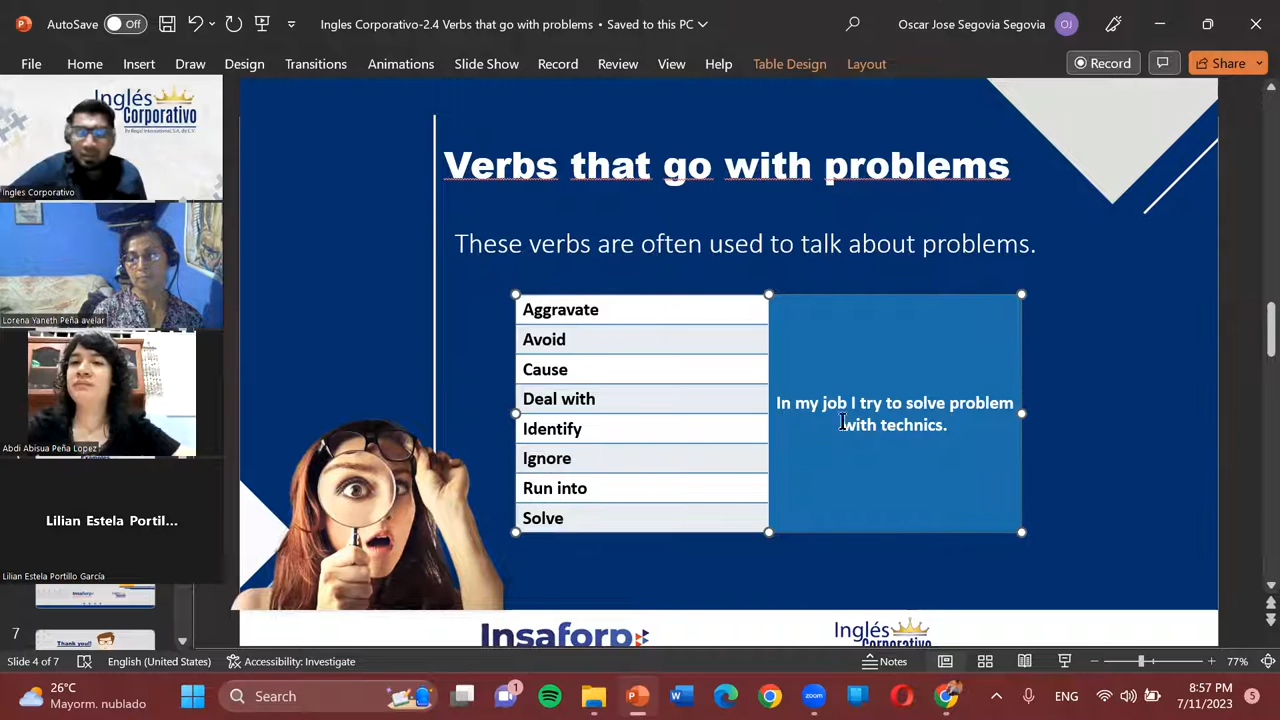 AutoSave Off Ingles Corporativo-2.4 Verbs that go with problems • Saved to this PC Oscar Jose Segovia Segovia OJ
File Home Insert Draw Design Transitions Animations Slide Show Record Review View Help Table Design Layout Record Share
Inglés
Corporativo
Ingles Corporativo
Lorena Yaneth Peña avelar
Abdi Abisua Peña Lopez
Lilian Estela Portil...
Lilian Estela Portillo García
7
Thank you!!
Verbs that go with problems
These verbs are often used to talk about problems.
Aggravate
Avoid
Cause
Deal with
Identify
Ignore
Run into
Solve
In my job I try to solve problem
with technics.
Insaforp
Inglés
Corporativo
Slide 4 of 7 English (United States) Accessibility: Investigate Notes 77%
26°C
Mayorm. nublado
Search
1
ENG
8:57 PM
7/11/2023